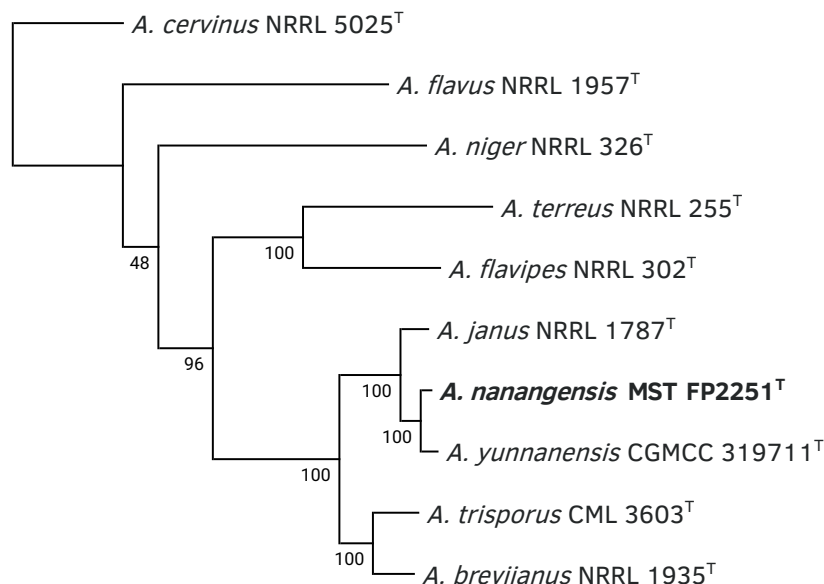 A. cervinus NRRL 5025ᵀ
A. flavus NRRL 1957ᵀ
A. niger NRRL 326ᵀ
A. terreus NRRL 255ᵀ
100
48
A. flavipes NRRL 302ᵀ
A. janus NRRL 1787ᵀ
96
100
A. nanangensis MST FP2251ᵀ
100
A. yunnanensis CGMCC 319711ᵀ
100
A. trisporus CML 3603ᵀ
100
A. brevijanus NRRL 1935ᵀ